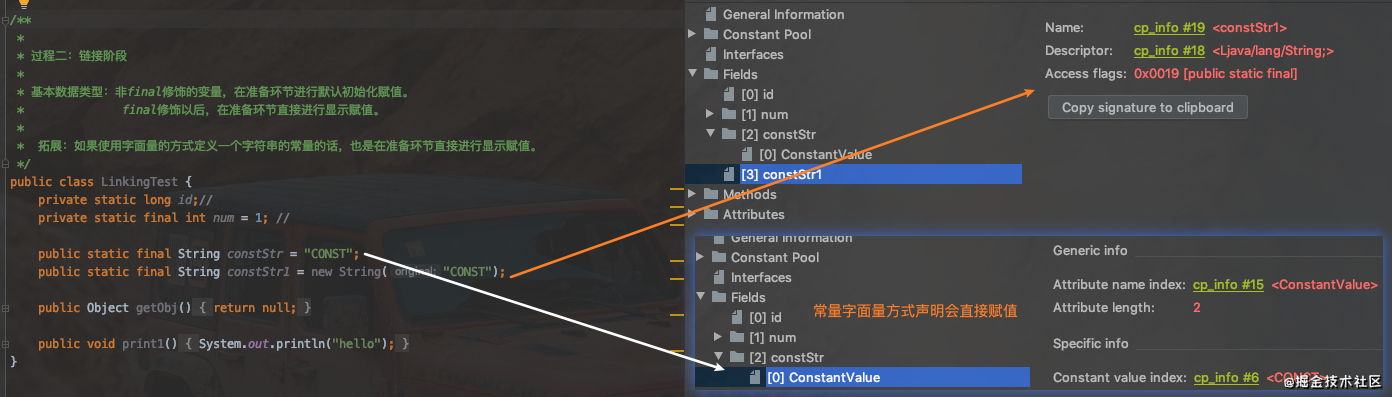 /**
*
* 过程二：链接阶段
*
* 基本数据类型：非final修饰的变量，在准备环节进行默认初始化赋值。
* final修饰以后，在准备环节直接进行显示赋值。
*
* 拓展：如果使用字面量的方式定义一个字符串的常量的话，也是在准备环节直接进行显示赋值。
*/
public class LinkingTest {
private static long id;//
private static final int num = 1; //
public static final String constStr = "CONST";
public static final String constStr1 = new String( original: "CONST");
public Object getObj() { return null; }
public void print1() { System.out.println("hello"); }
}
General Information
Constant Pool
Interfaces
Fields
[0] id
[1] num
[2] constStr
[0] ConstantValue
[3] constStr1
Methods
Attributes
Name: cp_info #19 <constStr1>
Descriptor: cp_info #18 <Ljava/lang/String;>
Access flags: 0x0019 [public static final]
Copy signature to clipboard
General Information
Constant Pool
Interfaces
Fields
[0] id
[1] num
[2] constStr
[0] ConstantValue
常量字面量方式声明会直接赋值
Generic info
Attribute name index: cp_info #15 <ConstantValue>
Attribute length: 2
Specific info
Constant value index: cp_info #6 <CONST>
@掘金技术社区